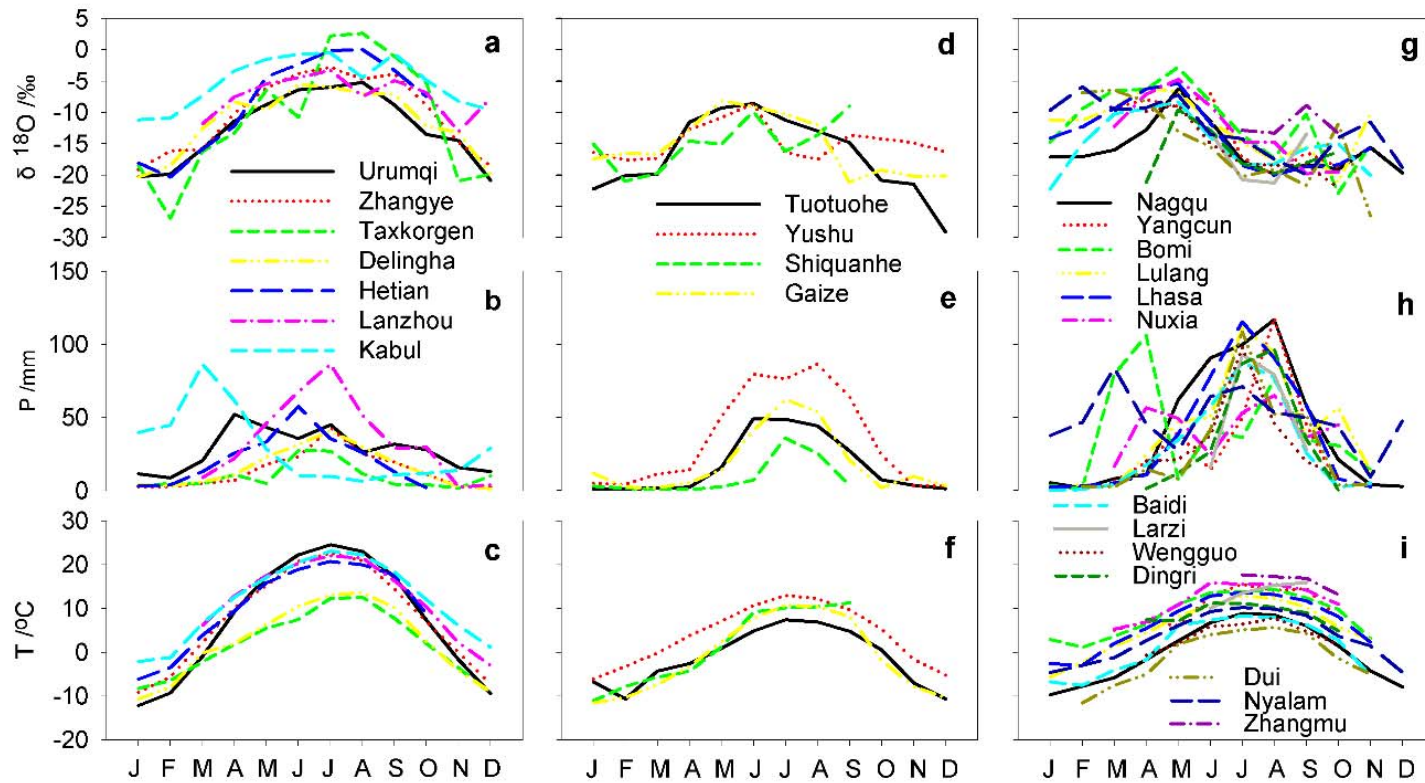 5
0
-5
-10
-15
-20
-25
-30
δ 18O /‰
a
d
g
Urumqi
Zhangye
Taxkorgen
Delingha
Hetian
Lanzhou
Kabul
Tuotuohe
Yushu
Shiquanhe
Gaize
Nagqu
Yangcun
Bomi
Lulang
Lhasa
Nuxia
150
100
50
0
P /mm
b
e
h
Baidi
Larzi
Wengguo
Dingri
30
20
10
0
-10
-20
T /ºC
c
f
i
Dui
Nyalam
Zhangmu
J F M A M J J A S O N D
J F M A M J J A S O N D
J F M A M J J A S O N D